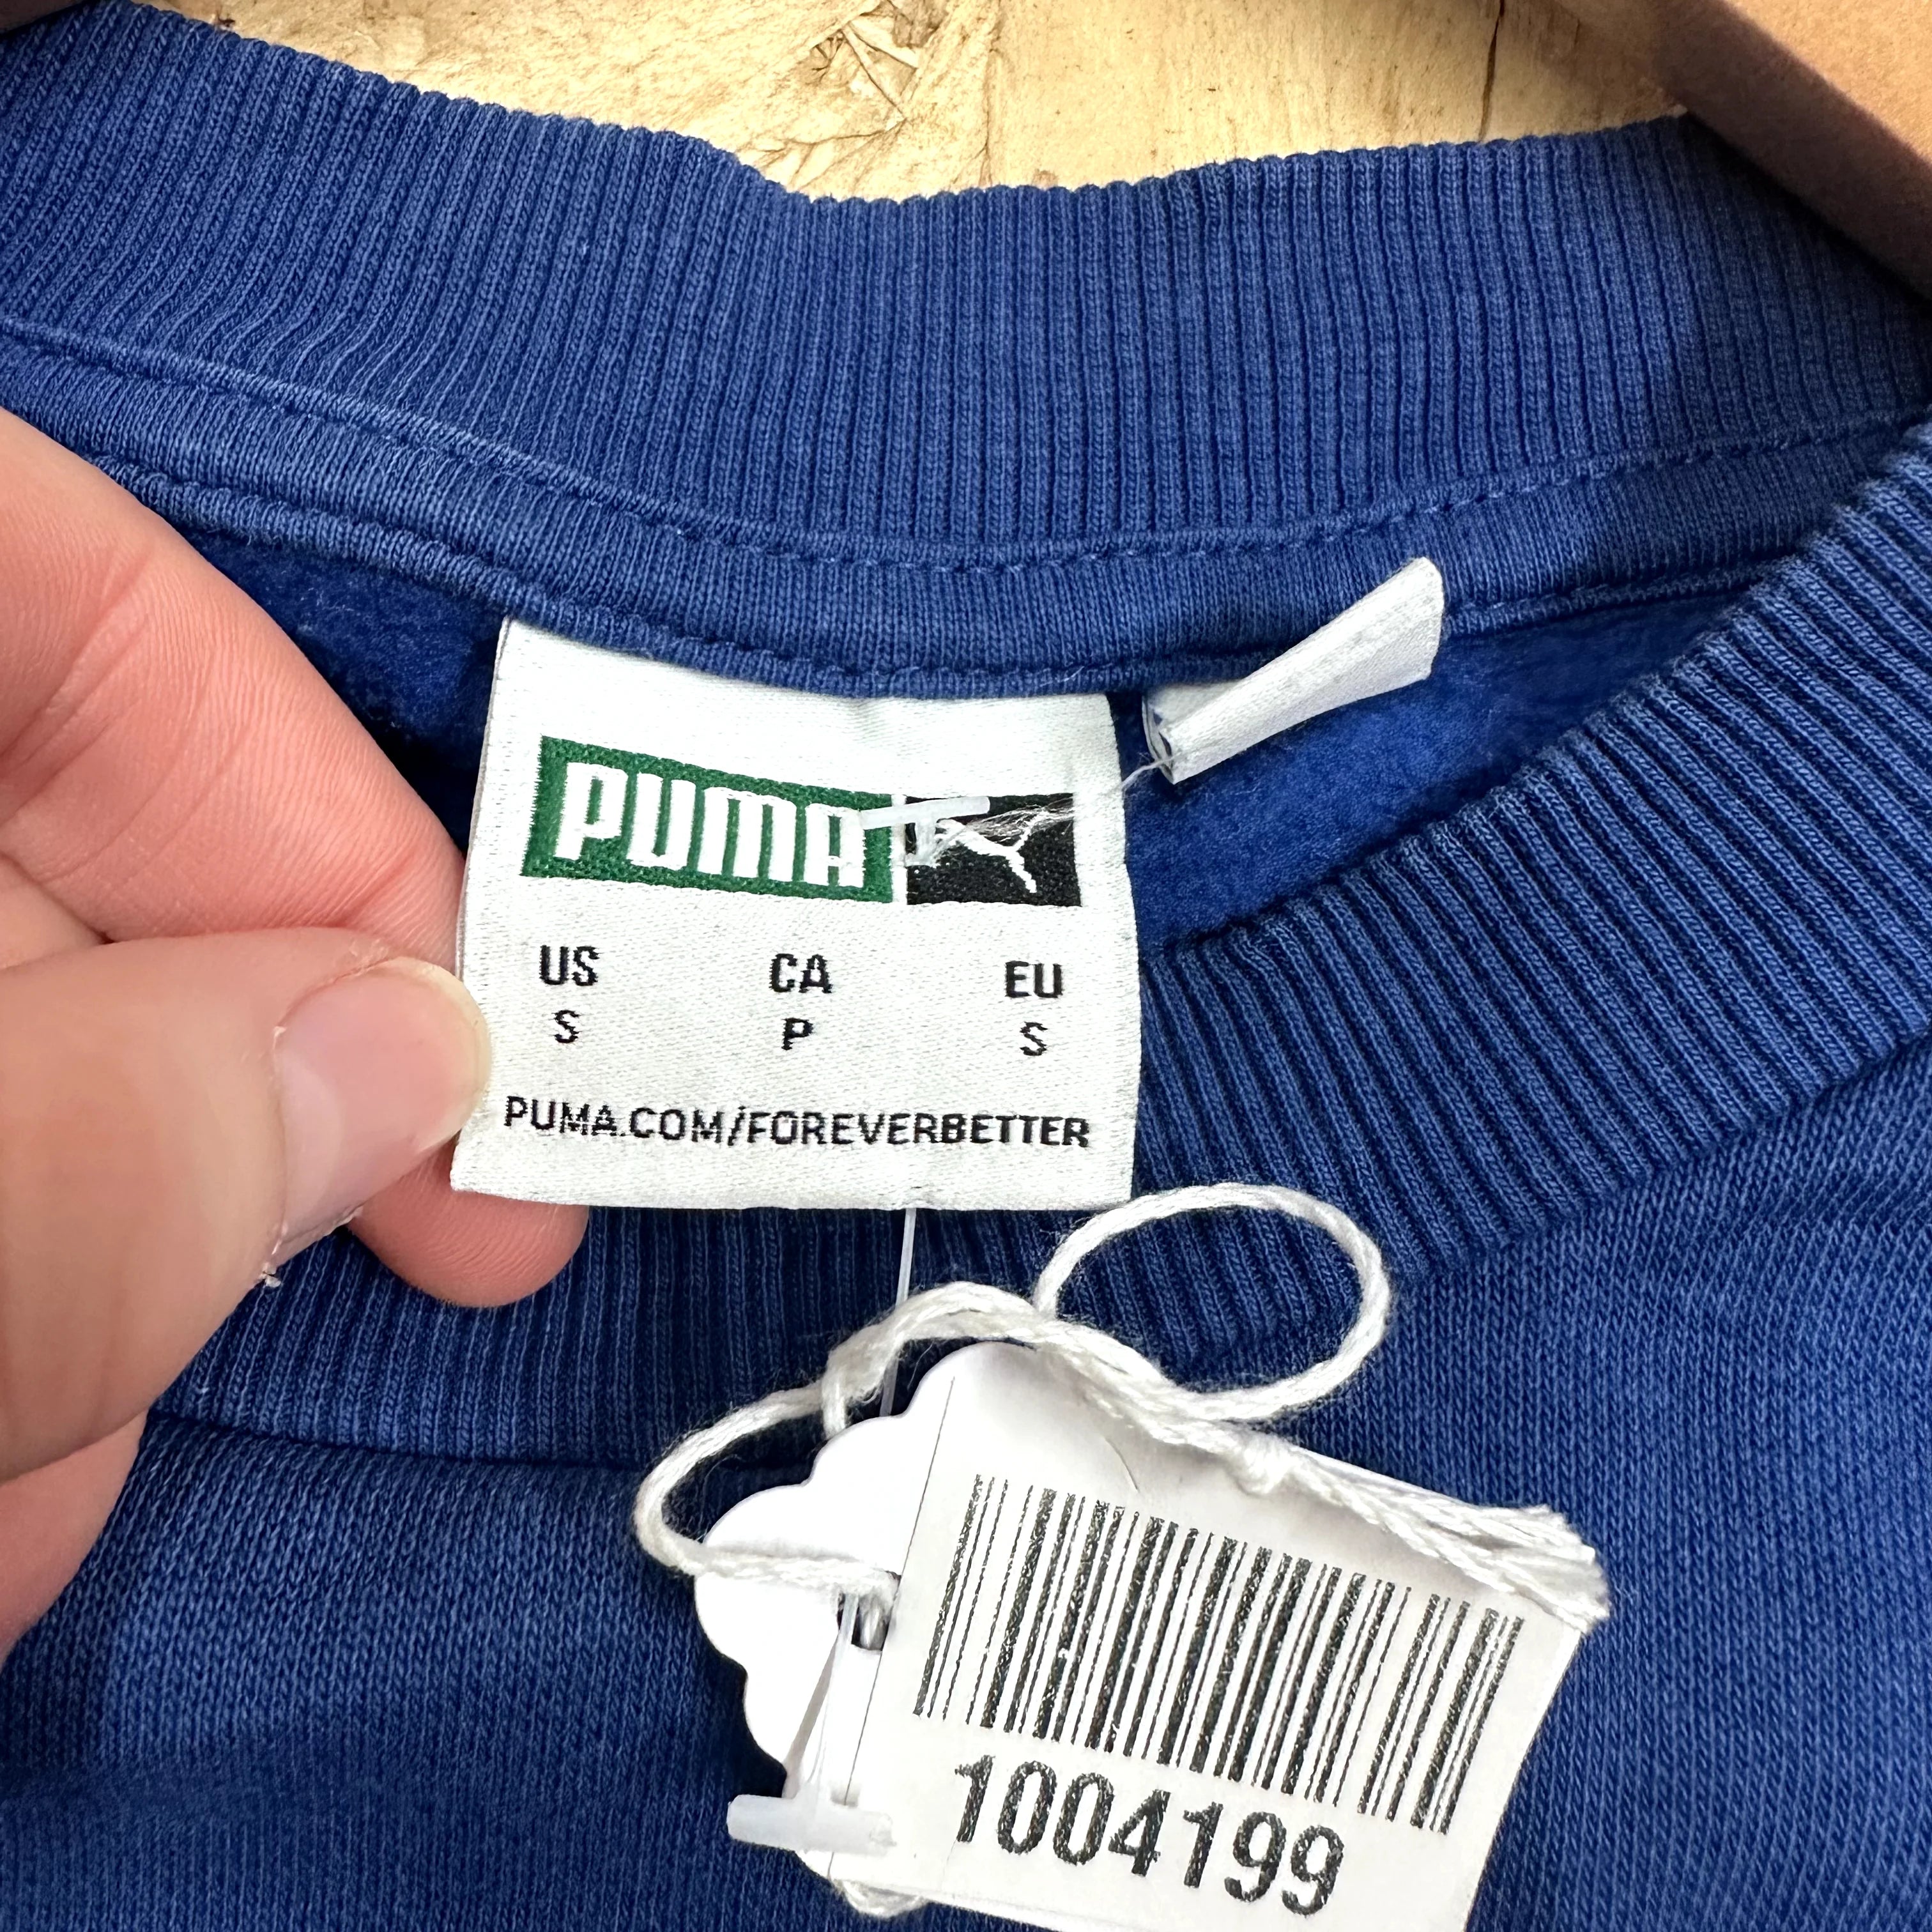 PUMA
US CA EU
S P S
PUMA.COM/FOREVERBETTER
1004199